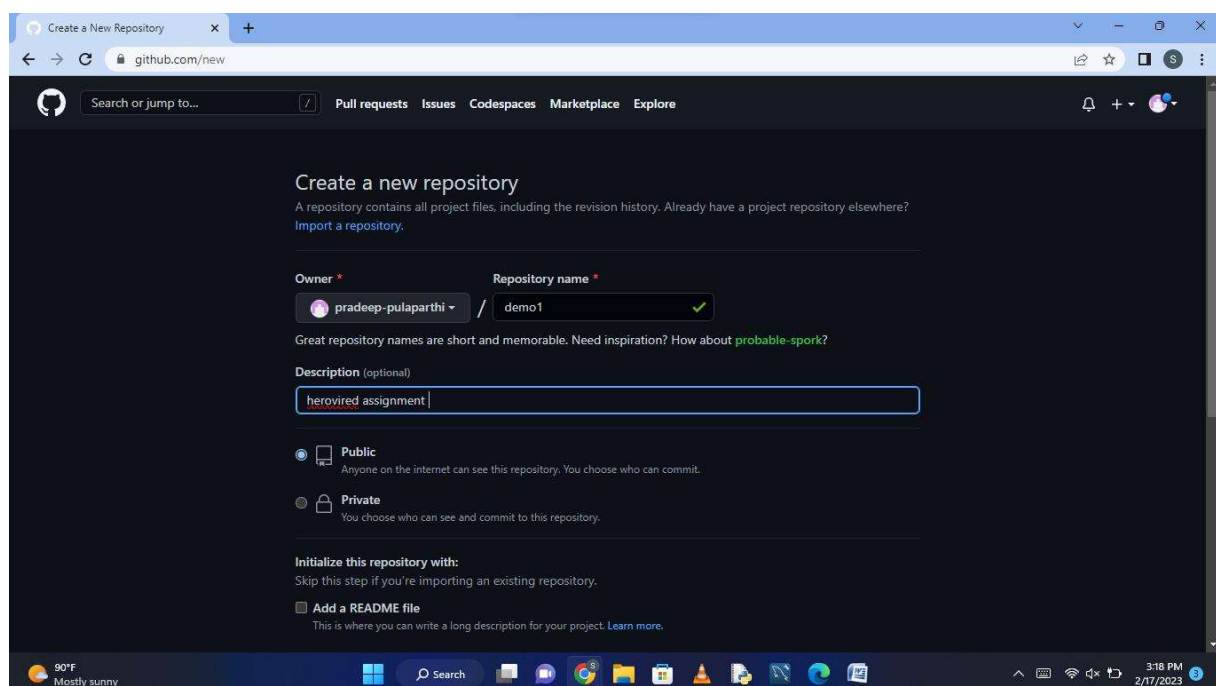 Create a New Repository
github.com/new
S
Search or jump to... / Pull requests Issues Codespaces Marketplace Explore
Create a new repository
A repository contains all project files, including the revision history. Already have a project repository elsewhere?
Import a repository.
Owner * Repository name *
pradeep-pulaparthi / demo1
Great repository names are short and memorable. Need inspiration? How about probable-spork?
Description (optional)
herovired assignment
Public
Anyone on the internet can see this repository. You choose who can commit.
Private
You choose who can see and commit to this repository.
Initialize this repository with:
Skip this step if you're importing an existing repository.
Add a README file
This is where you can write a long description for your project. Learn more.
90°F
Mostly sunny
Search
S
3:18 PM
2/17/2023
3